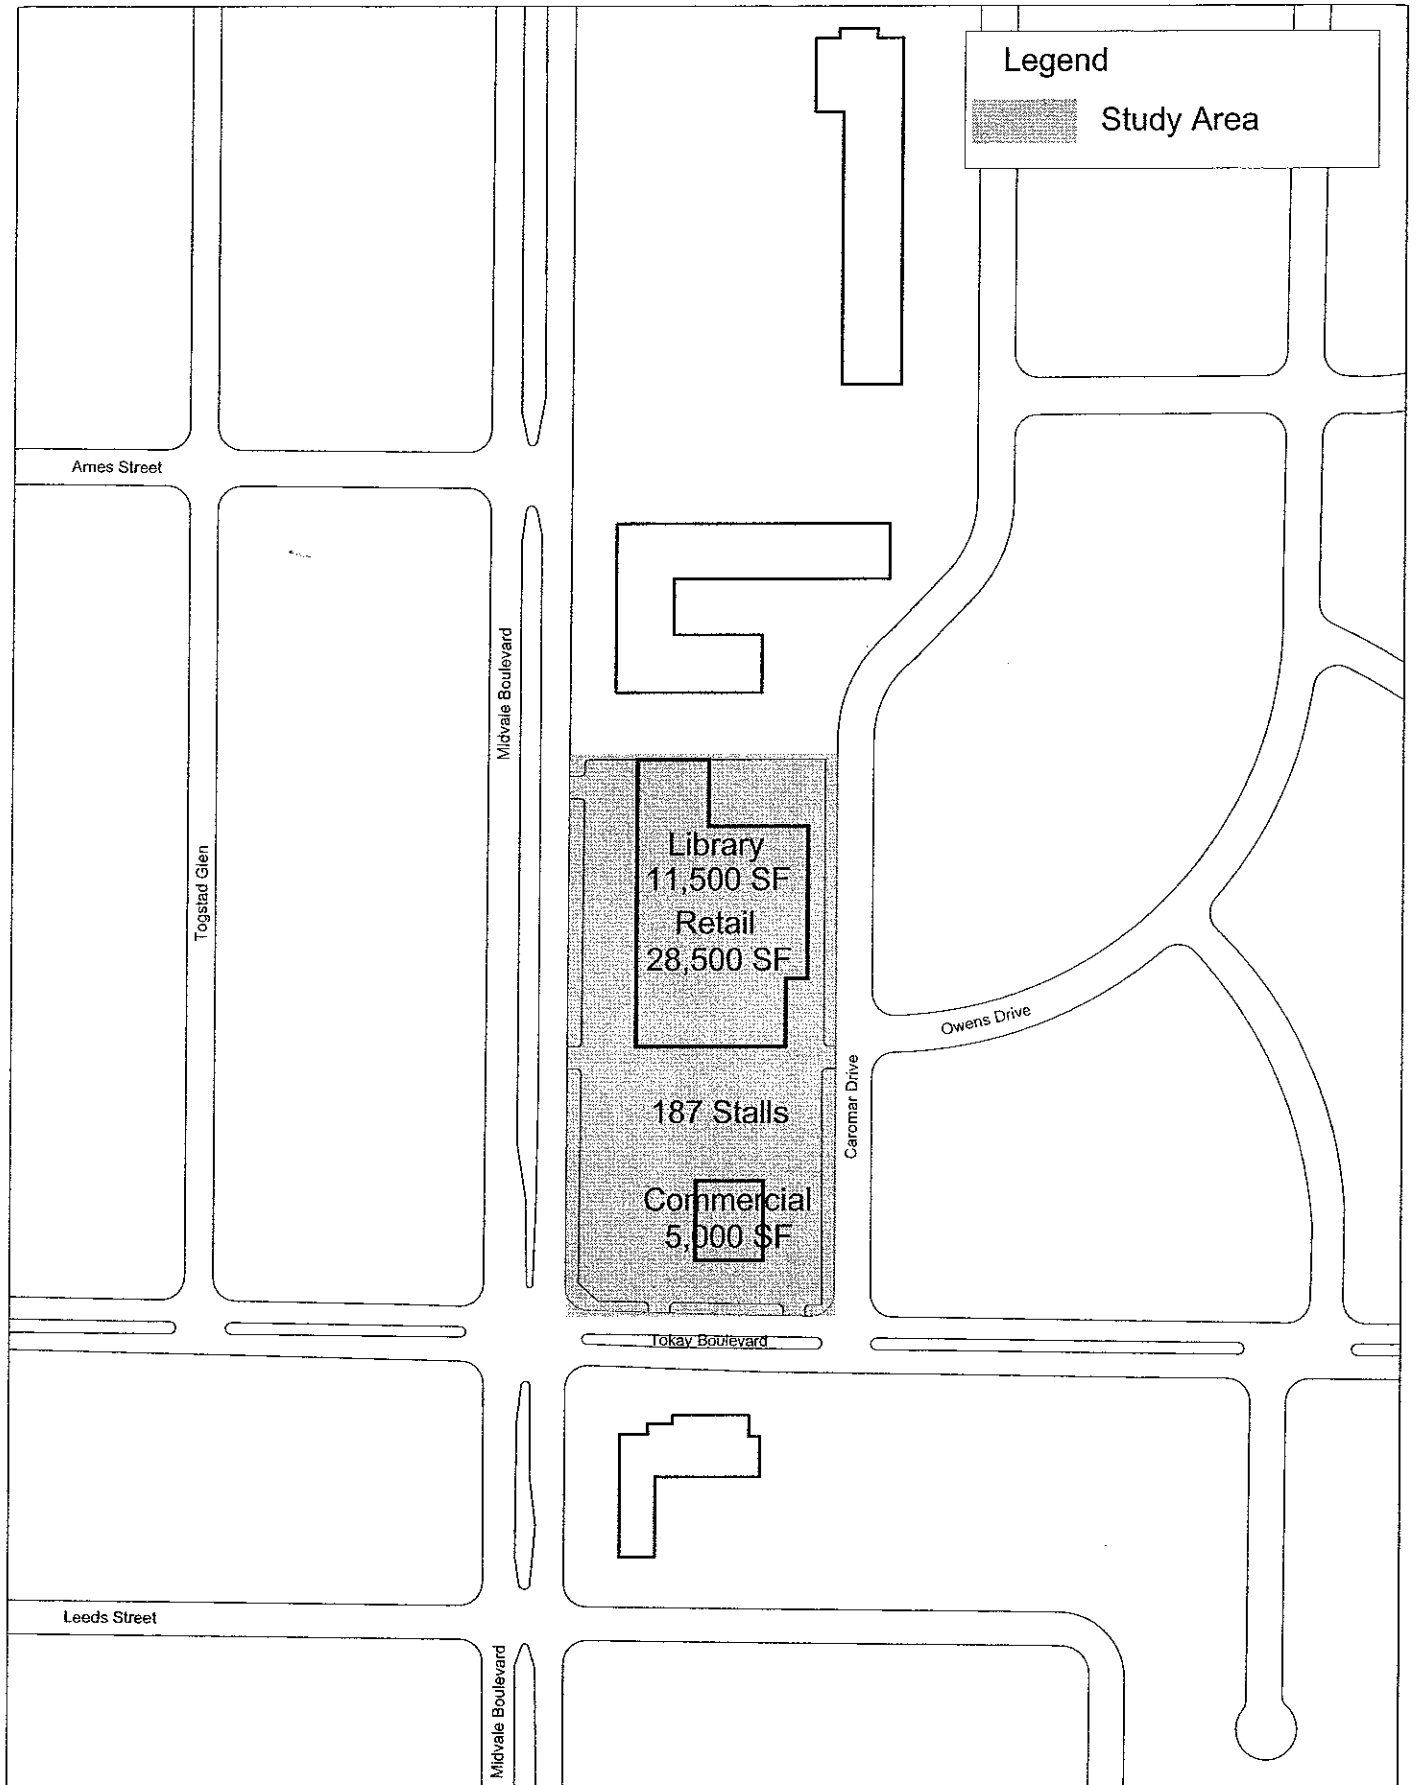 Legend
Study Area
Ames Street
Midvale Boulevard
Togstad Glen
Library
11,500 SF
Retail
28,500 SF
Owens Drive
Caromar Drive
187 Stalls
Commercial
5,000 SF
Tokay Boulevard
Leeds Street
Midvale Boulevard